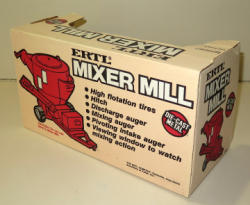 MIXER MILL
ERTL
MIXER MILL
• High flotation tires
• Hitch
• Discharge auger
• Mixing auger
• Pivoting intake auger
• Viewing window to watch
mixing action
DIE-CAST
METAL